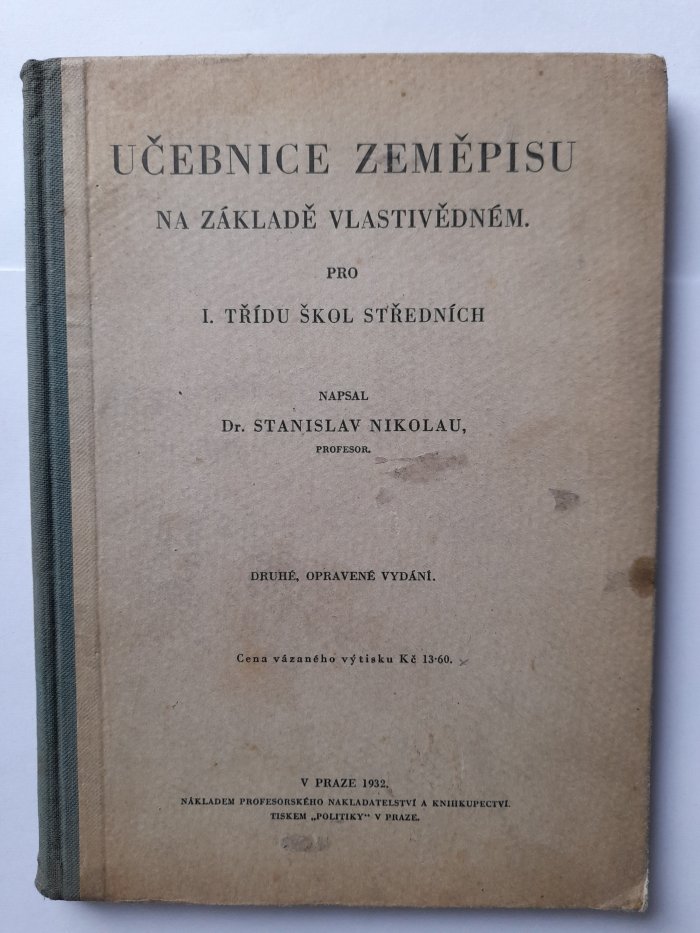 UČEBNICE ZEMĚPISU
NA ZÁKLADĚ VLASTIVĚDNÉM.
PRO
I. TŘÍDU ŠKOL STŘEDNÍCH
NAPSAL
Dr. STANISLAV NIKOLAU,
PROFESOR.
DRUHÉ, OPRAVENÉ VYDÁNÍ.
Cena vázaného výtisku Kč 13·60.
V PRAZE 1932.
NÁKLADEM PROFESORSKÉHO NAKLADATELSTVÍ A KNIHKUPECTVÍ.
TISKEM „POLITIKY“ V PRAZE.